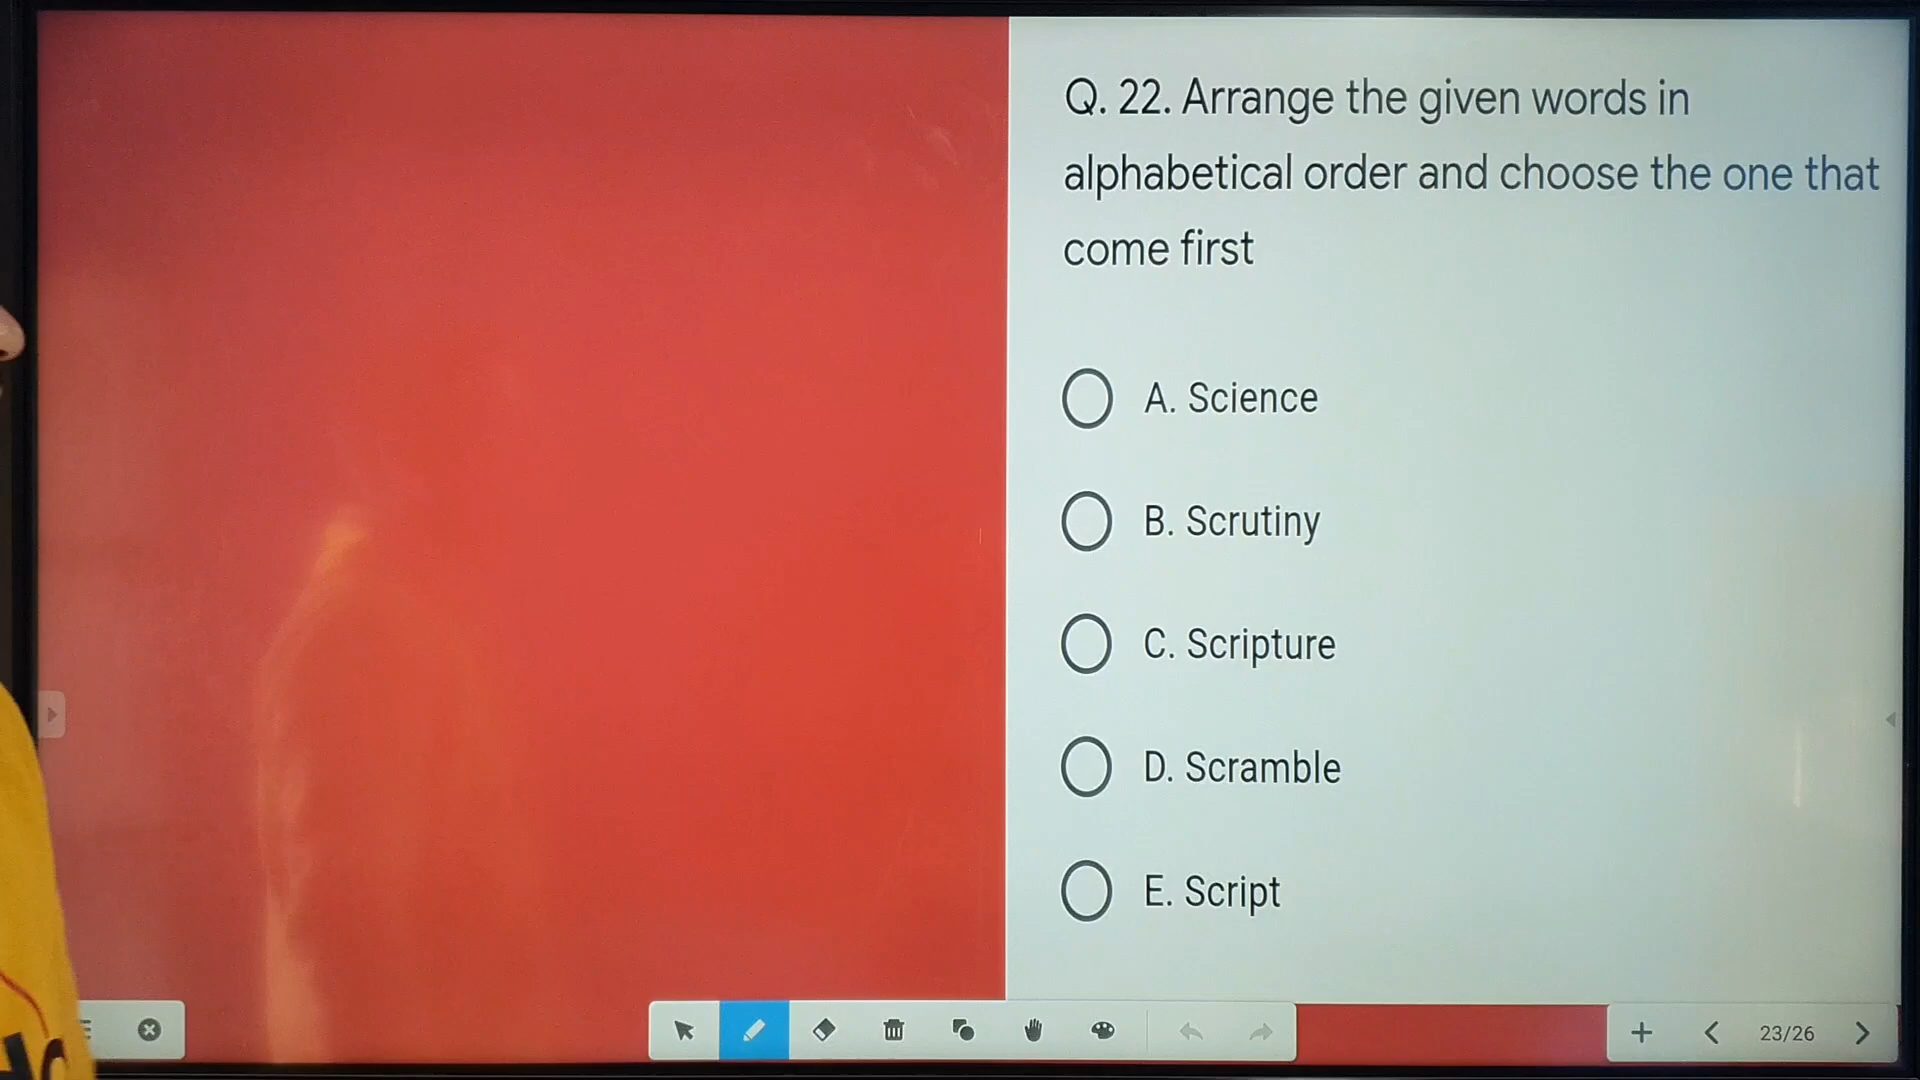 Q. 22. Arrange the given words in
alphabetical order and choose the one that
come first
A. Science
B. Scrutiny
C. Scripture
D. Scramble
E. Script
23/26